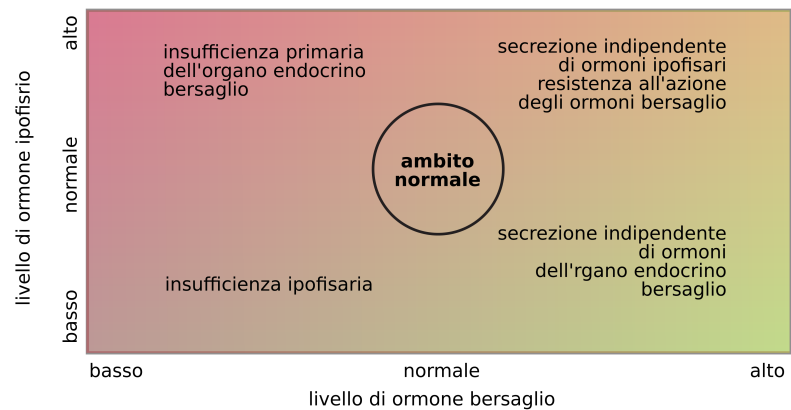 livello di ormone ipofisrio
alto
normale
basso
insufficienza primaria
dell'organo endocrino
bersaglio
secrezione indipendente
di ormoni ipofisari
resistenza all'azione
degli ormoni bersaglio
ambito
normale
insufficienza ipofisaria
secrezione indipendente
di ormoni
dell'rgano endocrino
bersaglio
basso
normale
alto
livello di ormone bersaglio